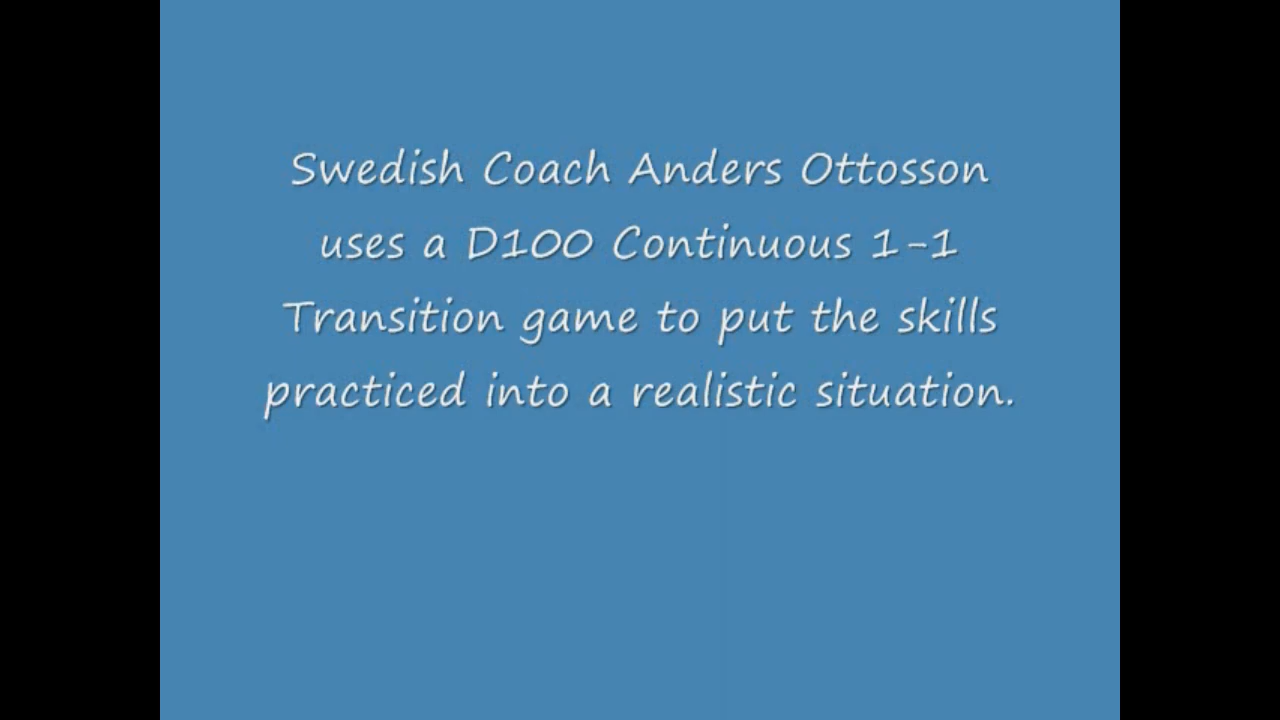 Swedish Coach Anders Ottosson
uses a D100 Continuous 1-1
Transition game to put the skills
practiced into a realistic situation.